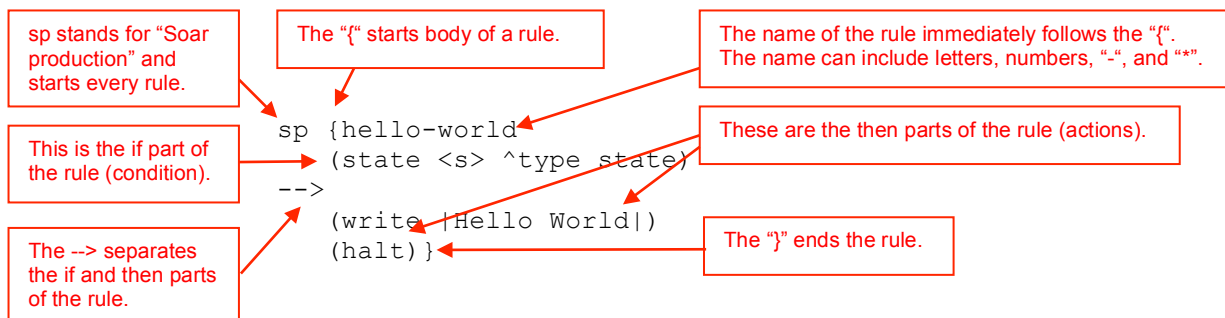 sp stands for “Soar
production” and
starts every rule.
The “{“ starts body of a rule.
The name of the rule immediately follows the “{“.
The name can include letters, numbers, “-”, and “*”.
sp {hello-world
(state <s> ^type state)
-->
(write |Hello World|)
(halt)}
This is the if part of
the rule (condition).
These are the then parts of the rule (actions).
The --> separates
the if and then parts
of the rule.
The “}” ends the rule.